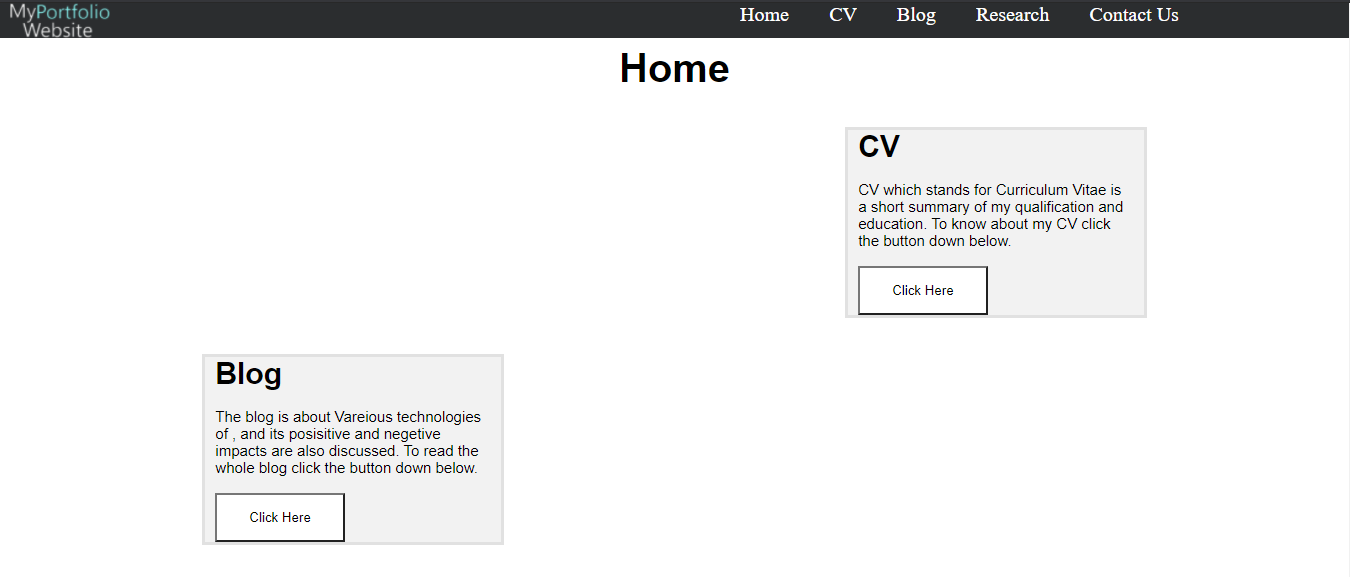 MyPortfolio
Website
Home CV Blog Research Contact Us
Home
CV
CV which stands for Curriculum Vitae is
a short summary of my qualification and
education. To know about my CV click
the button down below.
Click Here
Blog
The blog is about Vareious technologies
of , and its posisitive and negetive
impacts are also discussed. To read the
whole blog click the button down below.
Click Here